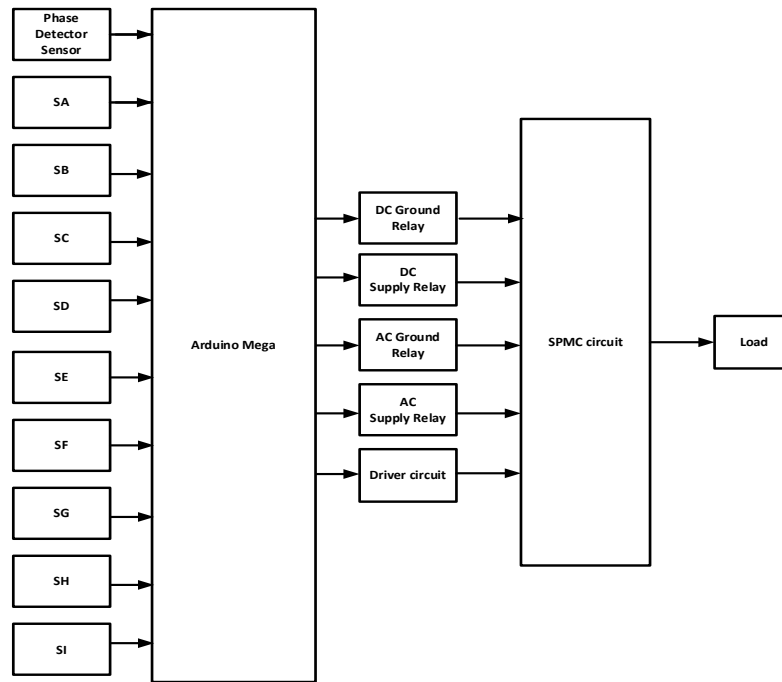 Phase
Detector
Sensor
SA
SB
SC
SD
SE
SF
SG
SH
SI
Arduino Mega
DC Ground
Relay
DC
Supply Relay
AC Ground
Relay
AC
Supply Relay
Driver circuit
SPMC circuit
Load